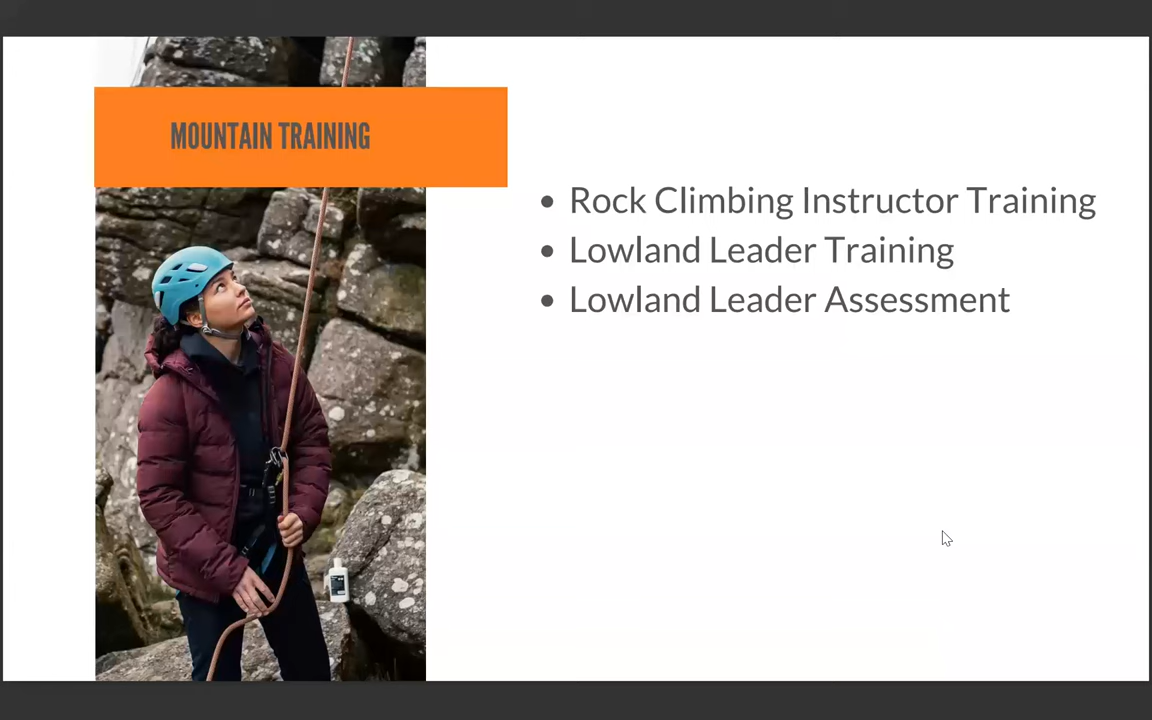 MOUNTAIN TRAINING
• Rock Climbing Instructor Training
• Lowland Leader Training
• Lowland Leader Assessment